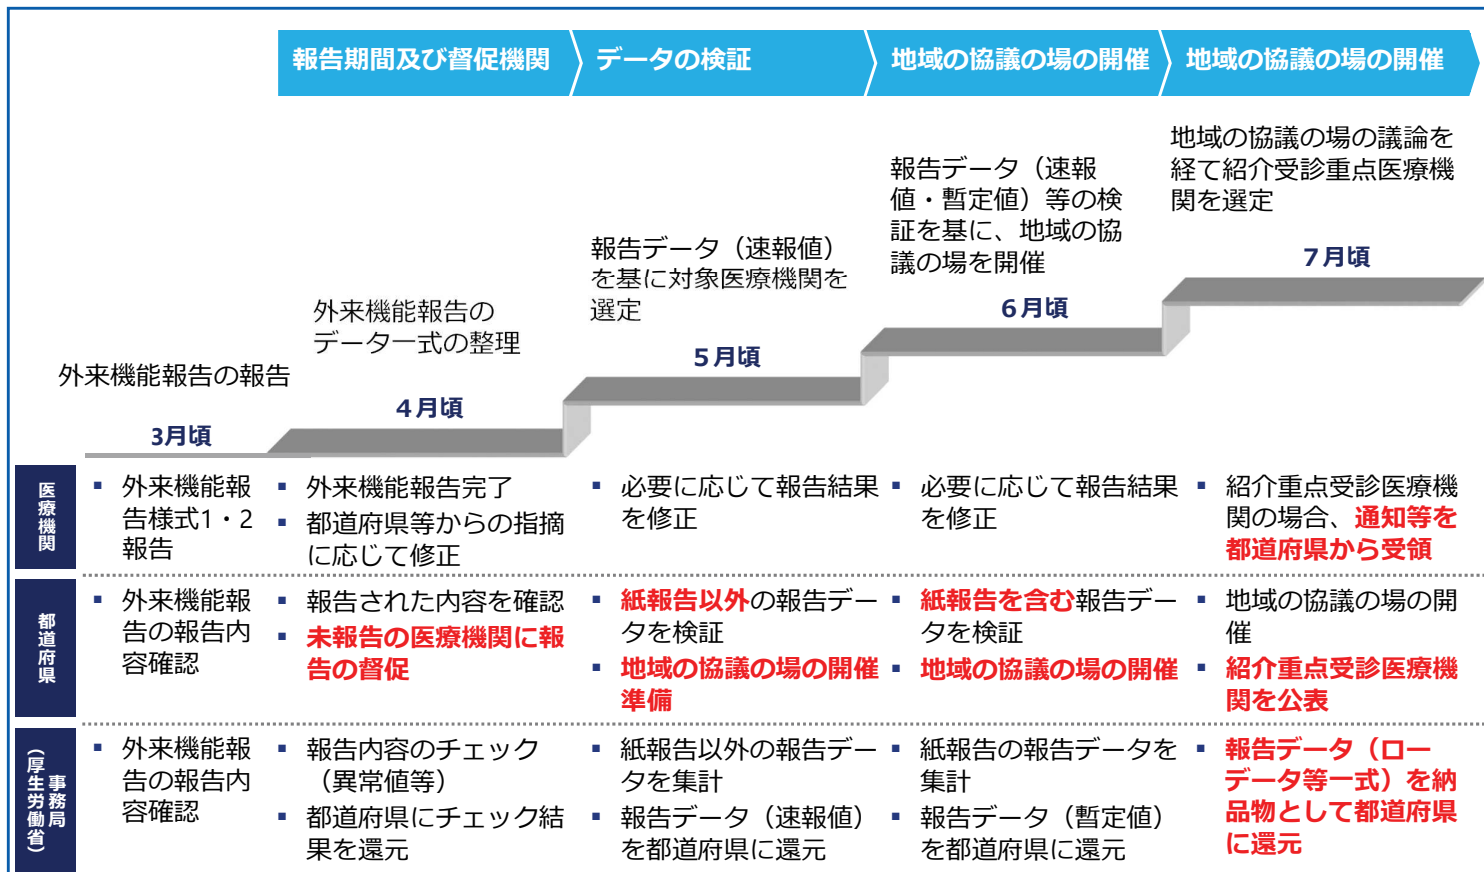 報告期間及び督促機関
データの検証
地域の協議の場の開催
地域の協議の場の開催
外来機能報告の報告
3月頃
外来機能報告の
データ一式の整理
４月頃
報告データ（速報値）
を基に対象医療機関を
選定
５月頃
報告データ（速報
値・暫定値）等の検
証を基に、地域の協
議の場を開催
６月頃
地域の協議の場の議論を
経て紹介受診重点医療機
関を選定
７月頃
医療機関
▪ 外来機能報
告様式1・2
報告
▪ 外来機能報告完了
▪ 都道府県等からの指摘
に応じて修正
▪ 必要に応じて報告結果
を修正
▪ 必要に応じて報告結果
を修正
▪ 紹介重点受診医療機
関の場合、通知等を
都道府県から受領
都道府県
▪ 外来機能報
告の報告内
容確認
▪ 報告された内容を確認
▪ 未報告の医療機関に報
告の督促
▪ 紙報告以外の報告デー
タを検証
▪ 地域の協議の場の開催
準備
▪ 紙報告を含む報告デー
タを検証
▪ 地域の協議の場の開催
▪ 地域の協議の場の開
催
▪ 紹介重点受診医療機
関を公表
事務局
(厚生労働省)
▪ 外来機能報
告の報告内
容確認
▪ 報告内容のチェック
（異常値等）
▪ 都道府県にチェック結
果を還元
▪ 紙報告以外の報告デー
タを集計
▪ 報告データ（速報値）
を都道府県に還元
▪ 紙報告の報告データを
集計
▪ 報告データ（暫定値）
を都道府県に還元
▪ 報告データ（ロー
データ等一式）を納
品物として都道府県
に還元